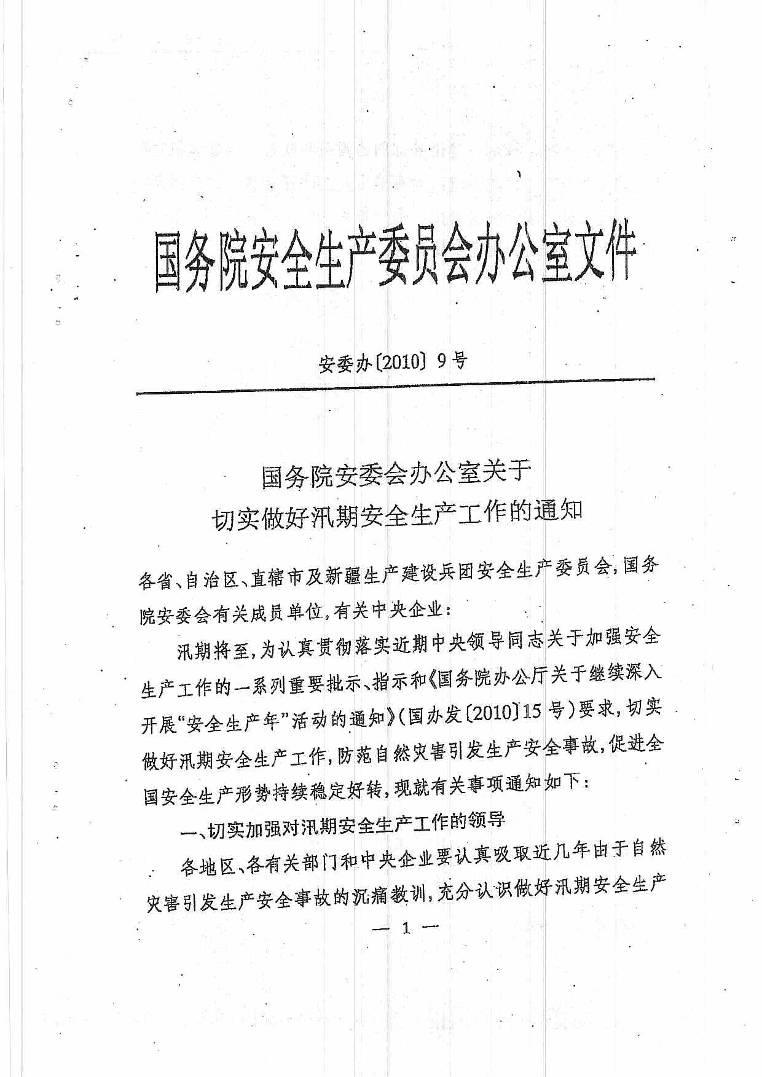 国务院安全生产委员会办公室文件
安委办〔2010〕9号
国务院安委会办公室关于
切实做好汛期安全生产工作的通知
各省、自治区、直辖市及新疆生产建设兵团安全生产委员会,国务
院安委会有关成员单位,有关中央企业:
汛期将至,为认真贯彻落实近期中央领导同志关于加强安全
生产工作的一系列重要批示、指示和《国务院办公厅关于继续深入
开展“安全生产年”活动的通知》(国办发〔2010〕15号)要求,切实
做好汛期安全生产工作,防范自然灾害引发生产安全事故,促进全
国安全生产形势持续稳定好转,现就有关事项通知如下:
一、切实加强对汛期安全生产工作的领导
各地区、各有关部门和中央企业要认真吸取近几年由于自然
灾害引发生产安全事故的沉痛教训,充分认识做好汛期安全生产
— 1 —